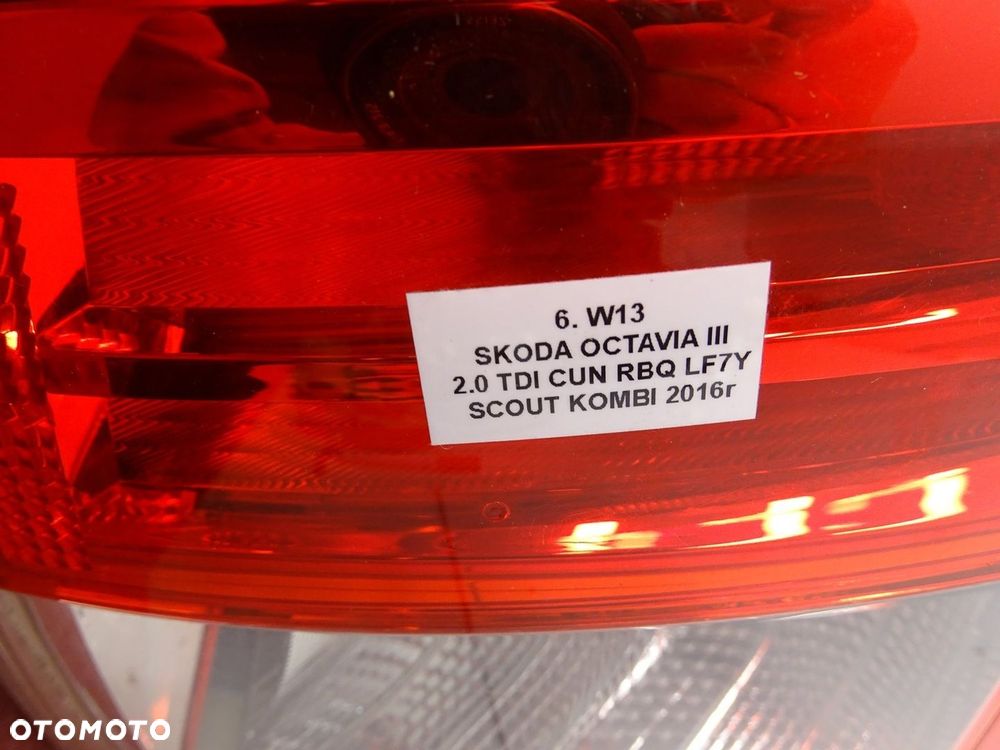 6. W13
SKODA OCTAVIA III
2.0 TDI CUN RBQ LF7Y
SCOUT KOMBI 2016r
OTOMOTO